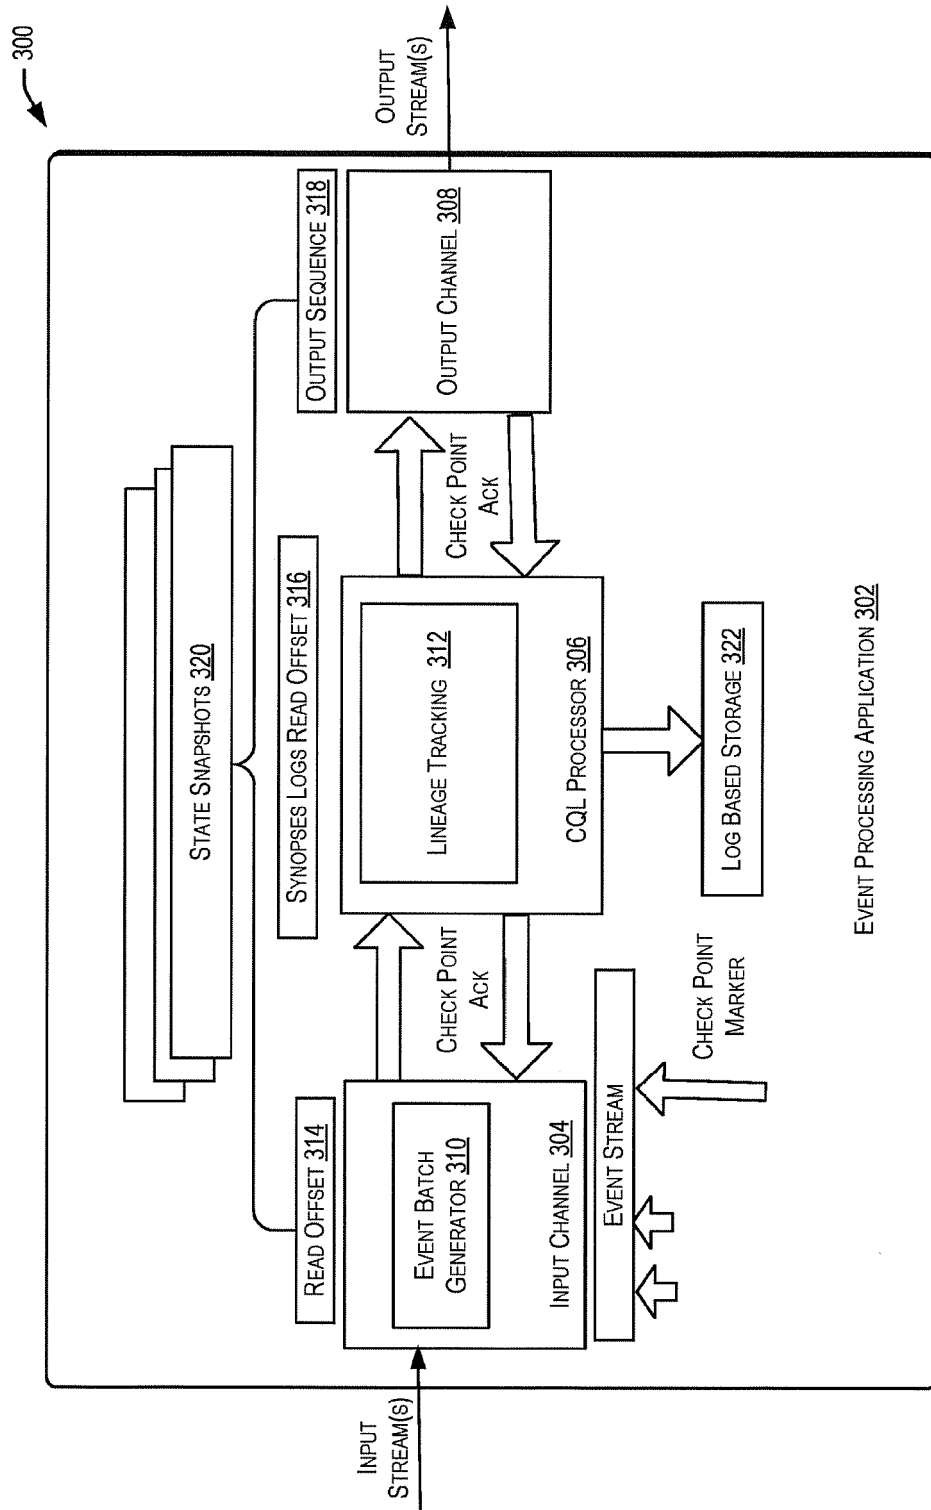 300
STATE SNAPSHOTS 320
READ OFFSET 314
SYNOPSES LOGS READ OFFSET 316
OUTPUT SEQUENCE 318
INPUT
STREAM(S)
EVENT BATCH
GENERATOR 310
INPUT CHANNEL 304
CHECK POINT
ACK
LINEAGE TRACKING 312
CQL PROCESSOR 306
CHECK POINT
ACK
OUTPUT CHANNEL 308
OUTPUT
STREAM(S)
EVENT STREAM
CHECK POINT
MARKER
LOG BASED STORAGE 322
EVENT PROCESSING APPLICATION 302